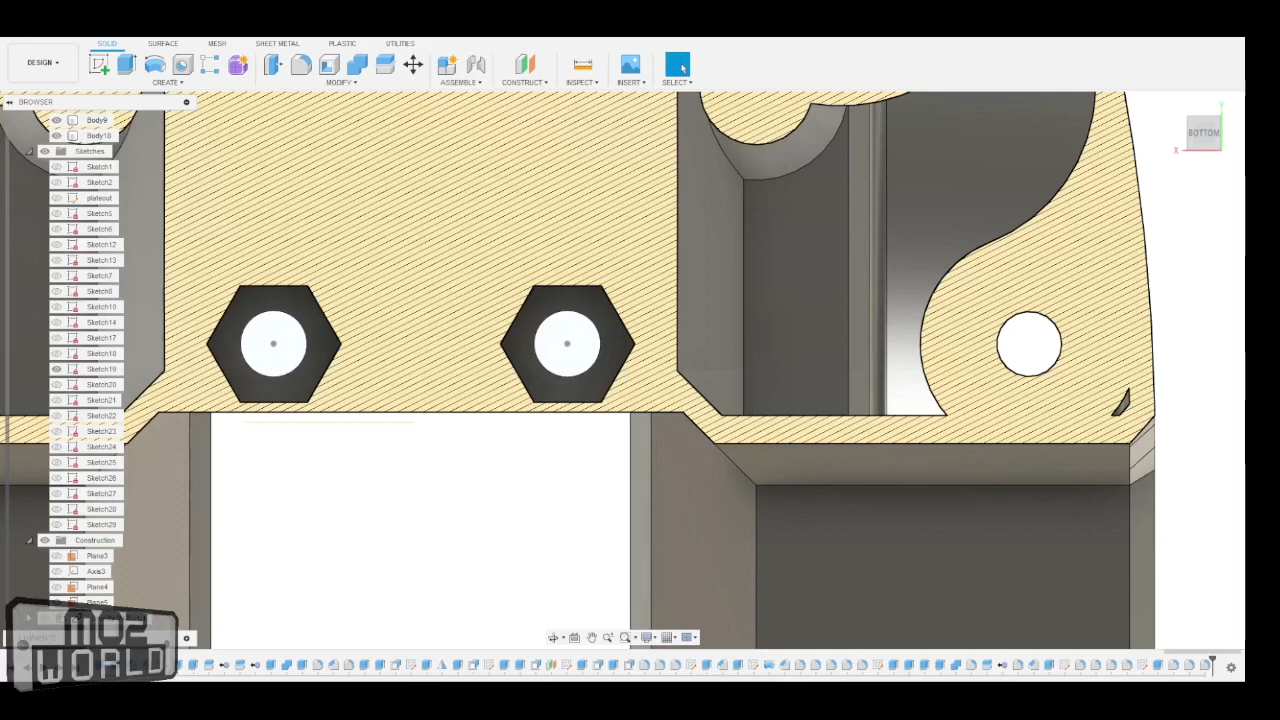 SOLID SURFACE MESH SHEET METAL PLASTIC UTILITIES
DESIGN
CREATE MODIFY ASSEMBLE CONSTRUCT INSPECT INSERT SELECT
BROWSER
Body9
Body18
Sketches
Sketch1
Sketch2
plateout
Sketch5
Sketch6
Sketch12
Sketch13
Sketch7
Sketch8
Sketch10
Sketch14
Sketch17
Sketch18
Sketch19
Sketch20
Sketch21
Sketch22
Sketch23
Sketch24
Sketch25
Sketch26
Sketch27
Sketch28
Sketch29
Construction
Plane3
Axis3
Plane4
Plane5
BOTTOM
X
MOZ
WORLD